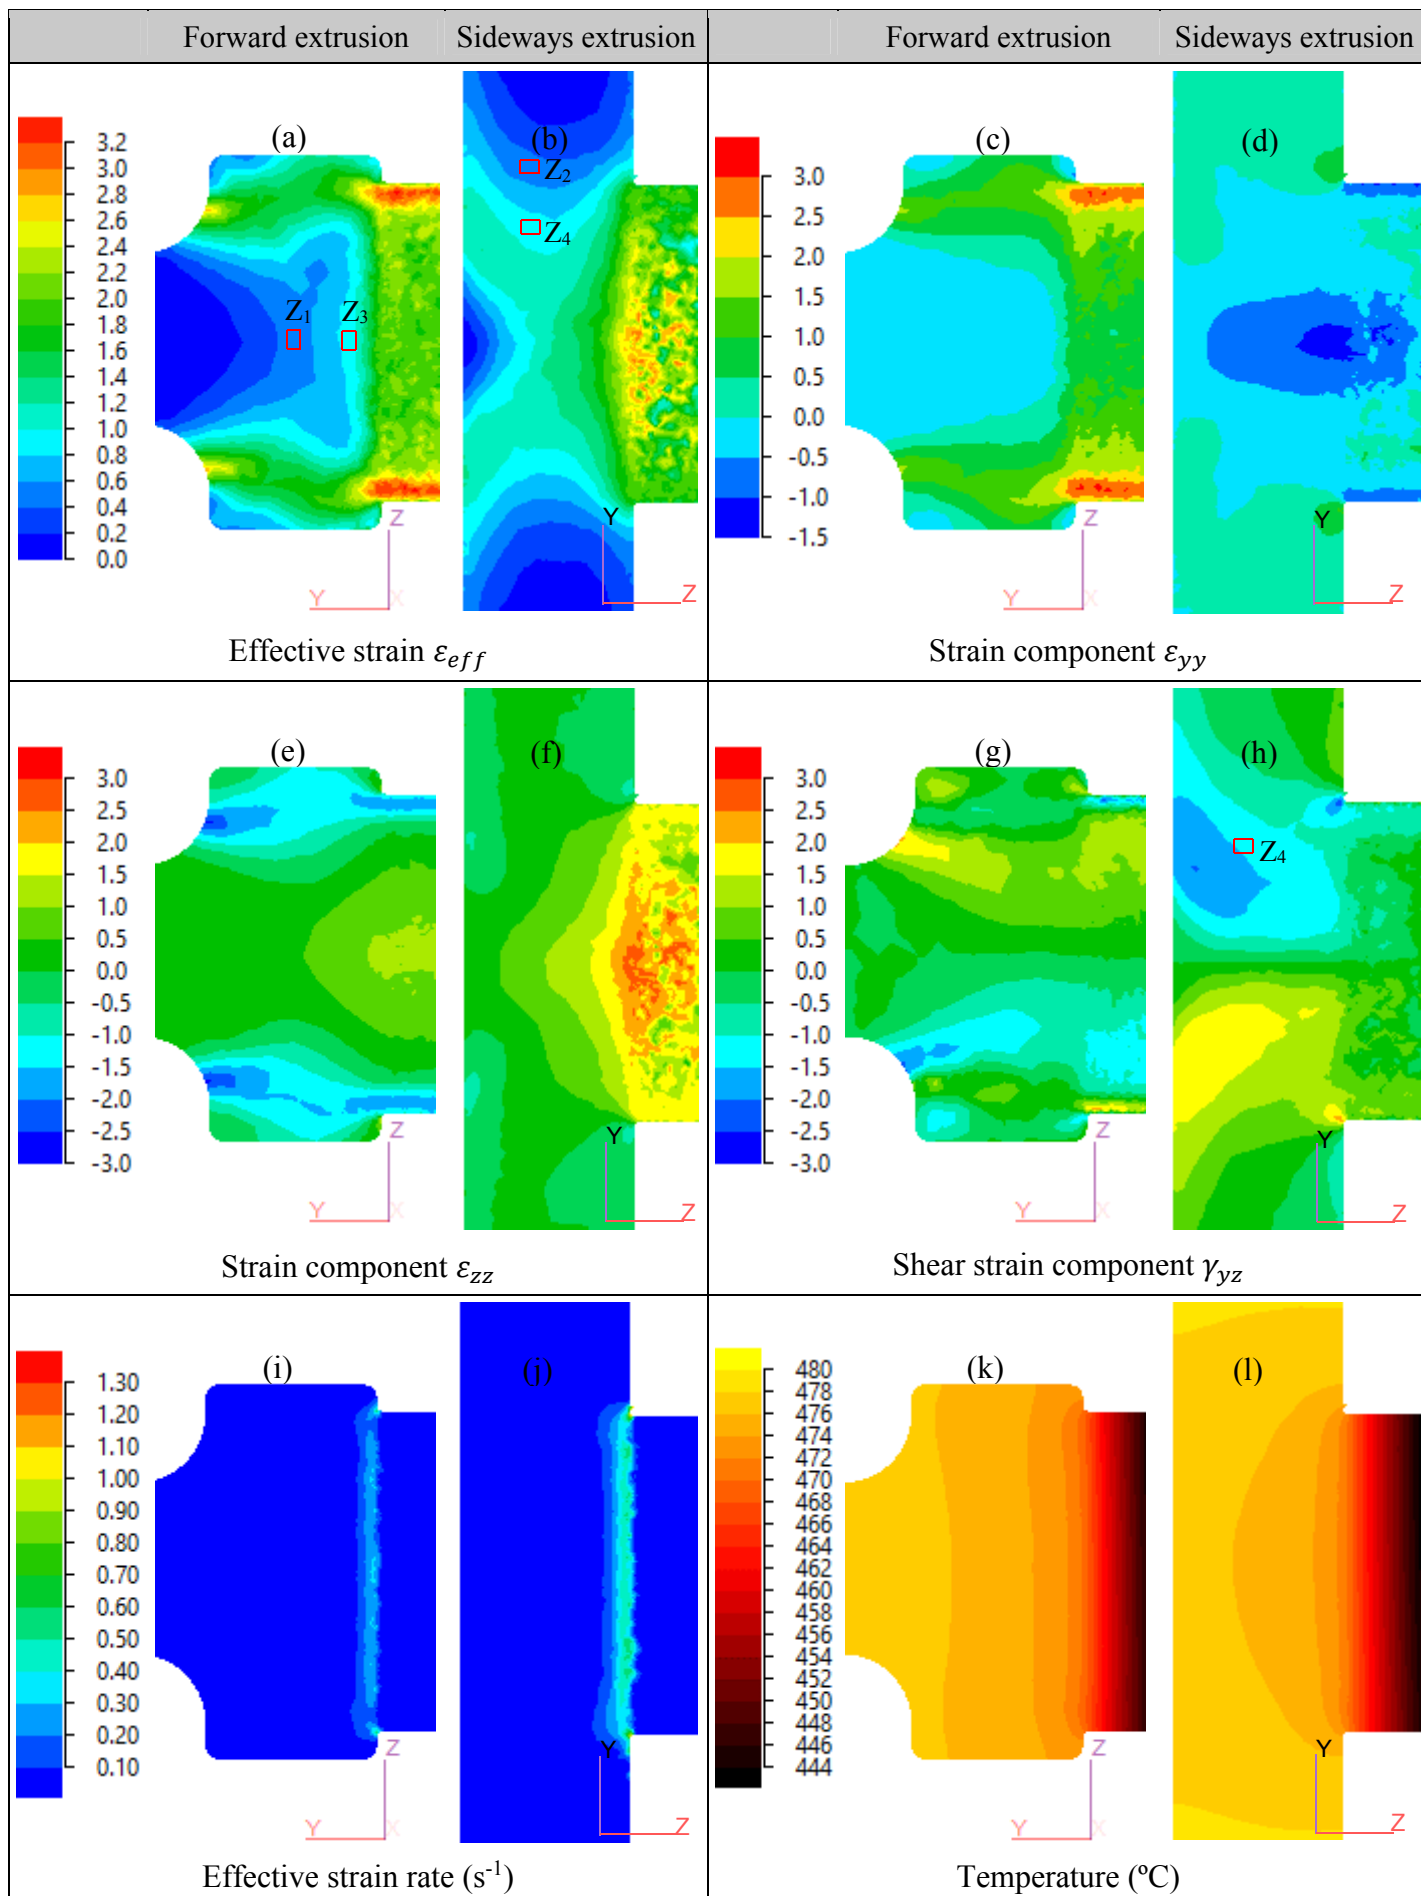 Forward extrusion Sideways extrusion Forward extrusion Sideways extrusion
(a) (b) (c) (d)
3.2
3.0
2.8
2.6
2.4
2.2
2.0
1.8
1.6
1.4
1.2
1.0
0.8
0.6
0.4
0.2
0.0
Z1 Z3
Z2
Z4
Z
Y X
Y
Z
3.0
2.5
2.0
1.5
1.0
0.5
0.0
-0.5
-1.0
-1.5
Z
Y X
Y
Z
Effective strain εeff Strain component εyy
(e) (f) (g) (h)
3.0
2.5
2.0
1.5
1.0
0.5
0.0
-0.5
-1.0
-1.5
-2.0
-2.5
-3.0
Z
Y X
Y
Z
3.0
2.5
2.0
1.5
1.0
0.5
0.0
-0.5
-1.0
-1.5
-2.0
-2.5
-3.0
Z4
Z
Y X
Y
Z
Strain component εzz Shear strain component γyz
(i) (j) (k) (l)
1.30
1.20
1.10
1.00
0.90
0.80
0.70
0.60
0.50
0.40
0.30
0.20
0.10
Z
Y X
Y
Z
480
478
476
474
472
470
468
466
464
462
460
458
456
454
452
450
448
446
444
Z
Y X
Y
Z
Effective strain rate (s-1) Temperature (ºC)